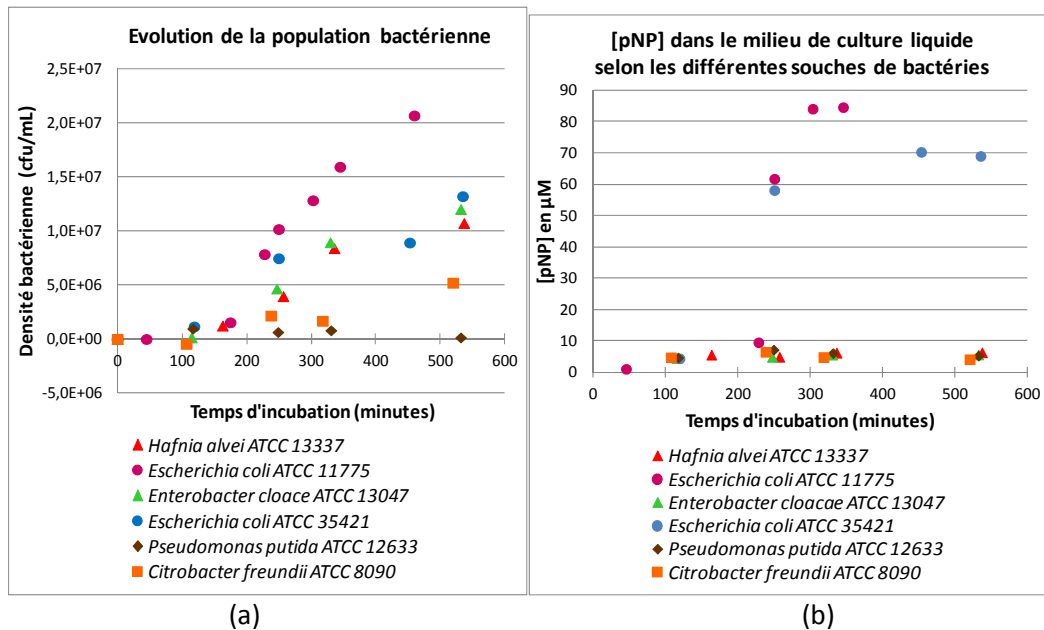 Evolution de la population bactérienne
2,5E+07
2,0E+07
1,5E+07
1,0E+07
5,0E+06
0,0E+00
-5,0E+06
Densité bactérienne (cfu/mL)
0 100 200 300 400 500 600
Temps d'incubation (minutes)
Hafnia alvei ATCC 13337
Escherichia coli ATCC 11775
Enterobacter cloace ATCC 13047
Escherichia coli ATCC 35421
Pseudomonas putida ATCC 12633
Citrobacter freundii ATCC 8090
(a)
[pNP] dans le milieu de culture liquide
selon les différentes souches de bactéries
90
80
70
60
50
40
30
20
10
0
[pNP] en µM
0 100 200 300 400 500 600
Temps d'incubation (minutes)
Hafnia alvei ATCC 13337
Escherichia coli ATCC 11775
Enterobacter cloacae ATCC 13047
Escherichia coli ATCC 35421
Pseudomonas putida ATCC 12633
Citrobacter freundii ATCC 8090
(b)